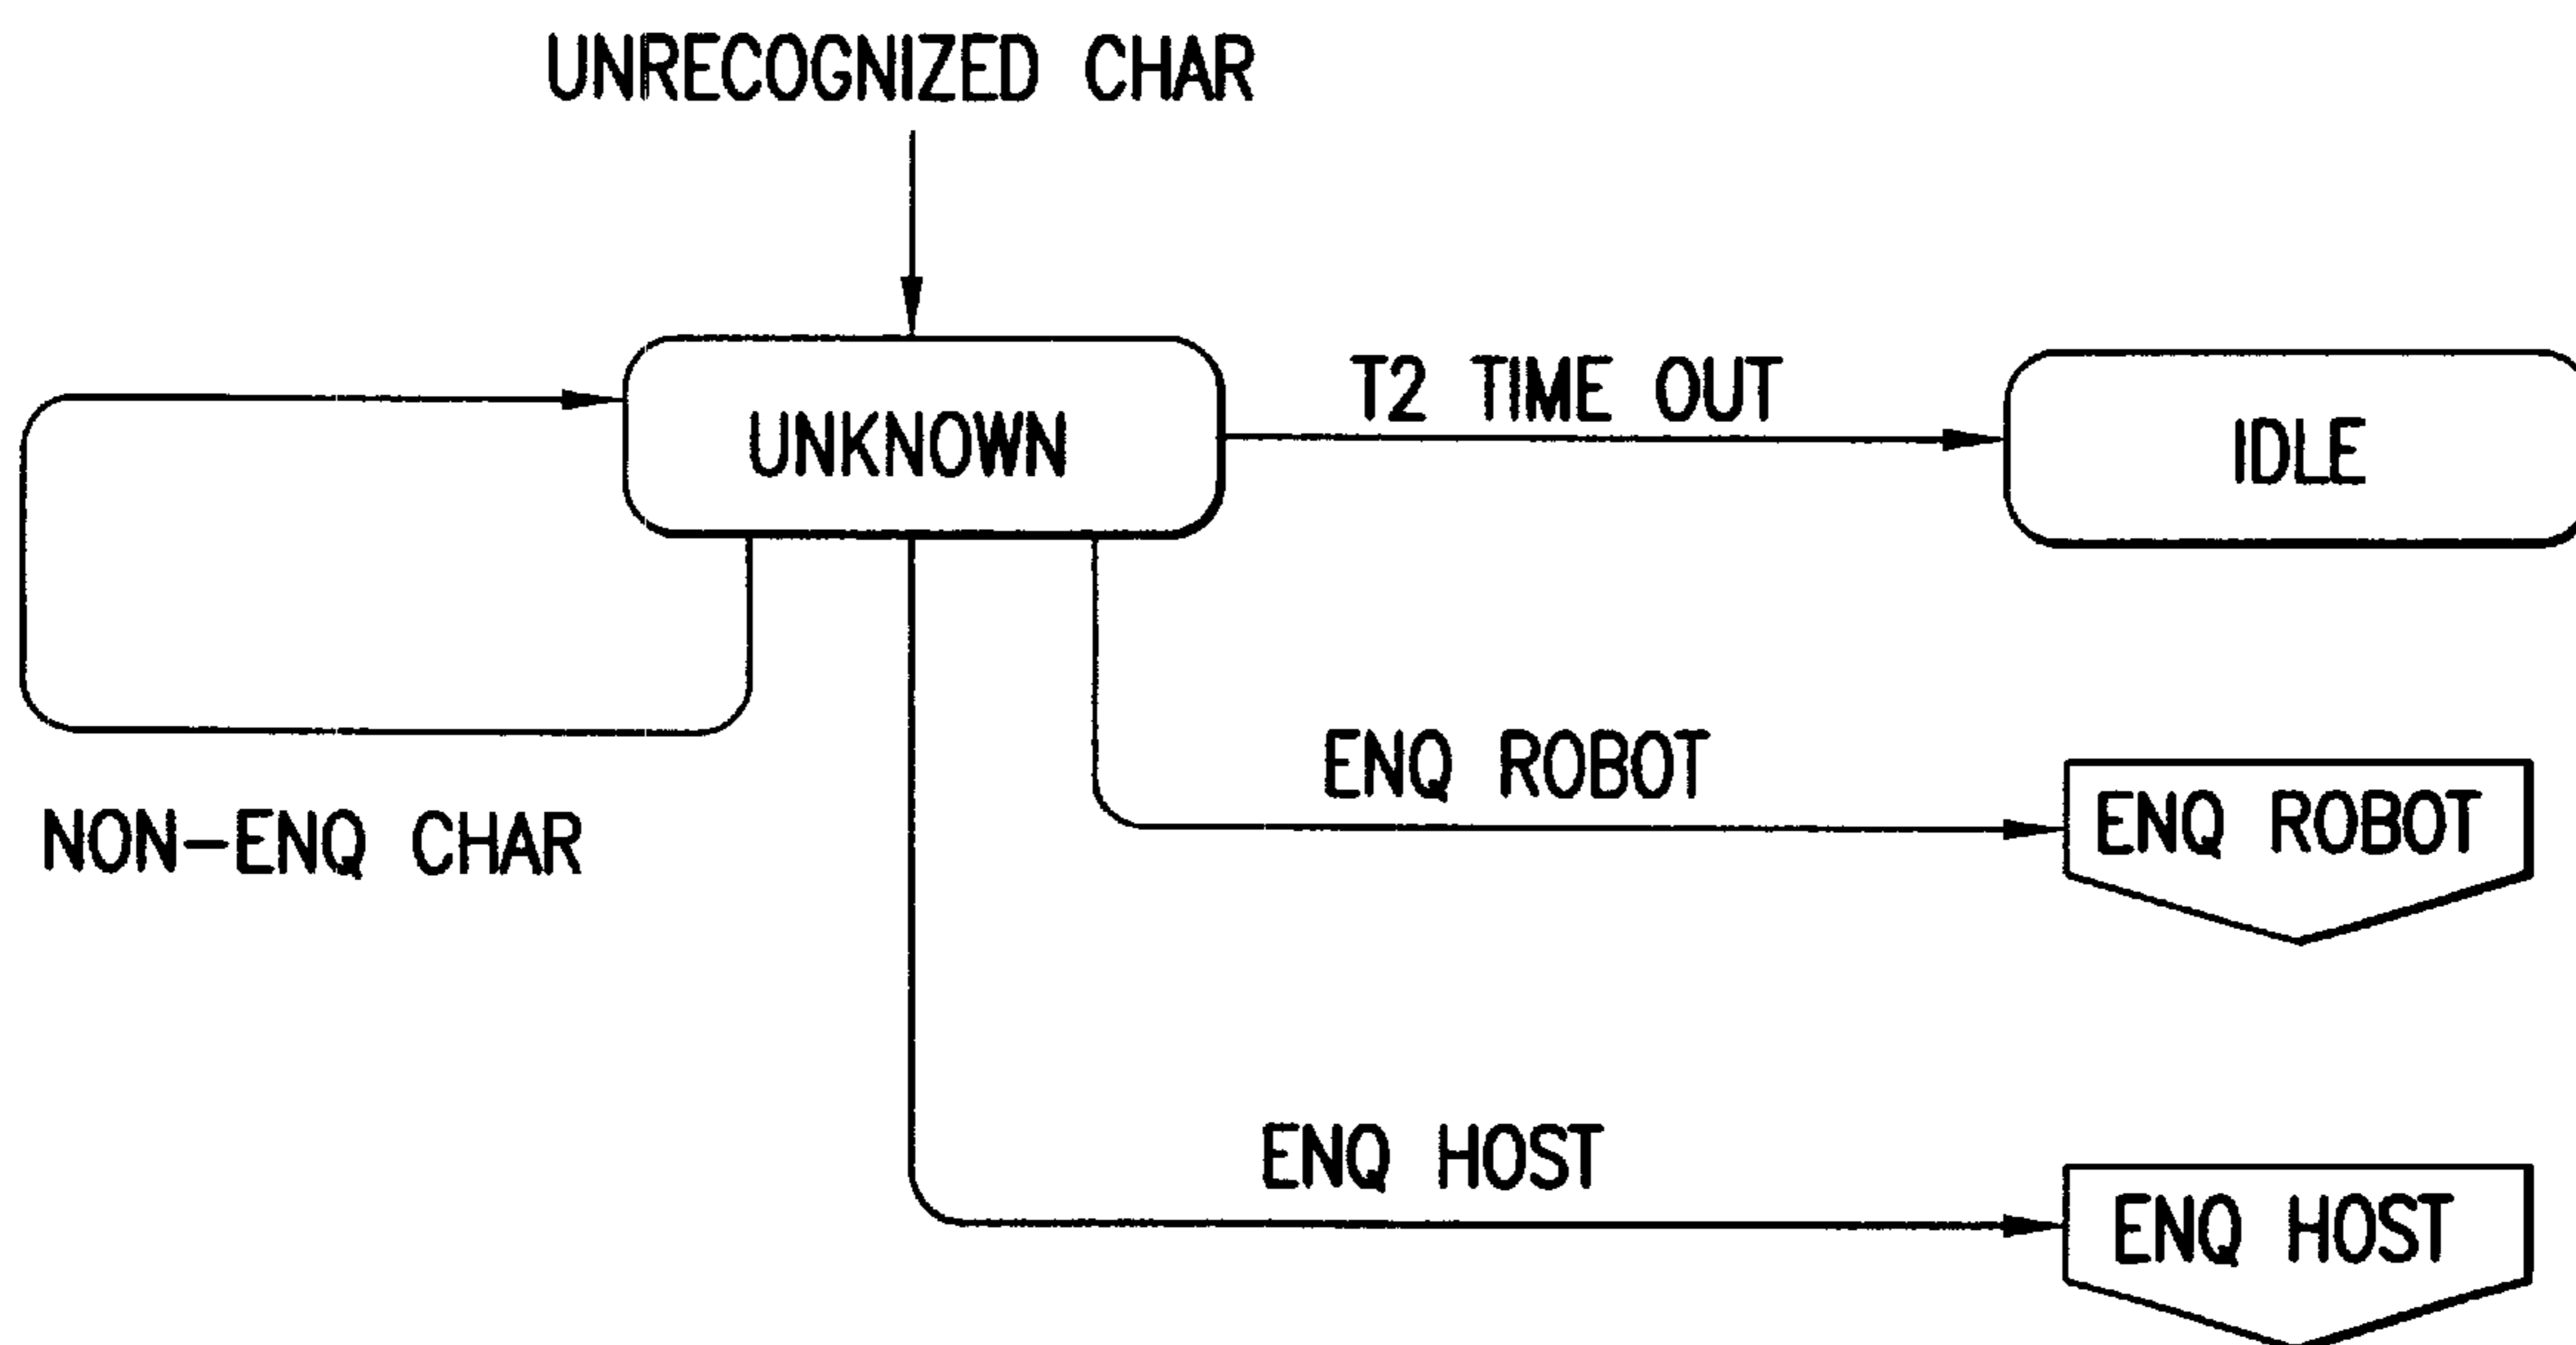 UNRECOGNIZED CHAR
T2 TIME OUT
UNKNOWN
IDLE
ENQ ROBOT
ENQ ROBOT
NON-ENQ CHAR
ENQ HOST
ENQ HOST